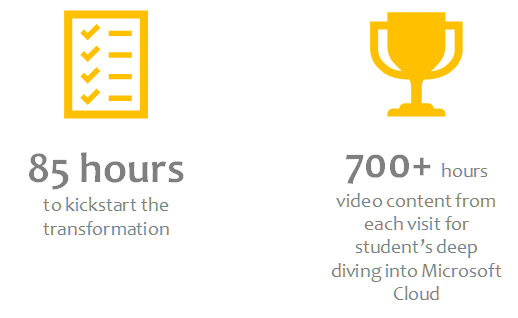 85 hours
to kickstart the
transformation
700+ hours
video content from
each visit for
student's deep
diving into Microsoft
Cloud